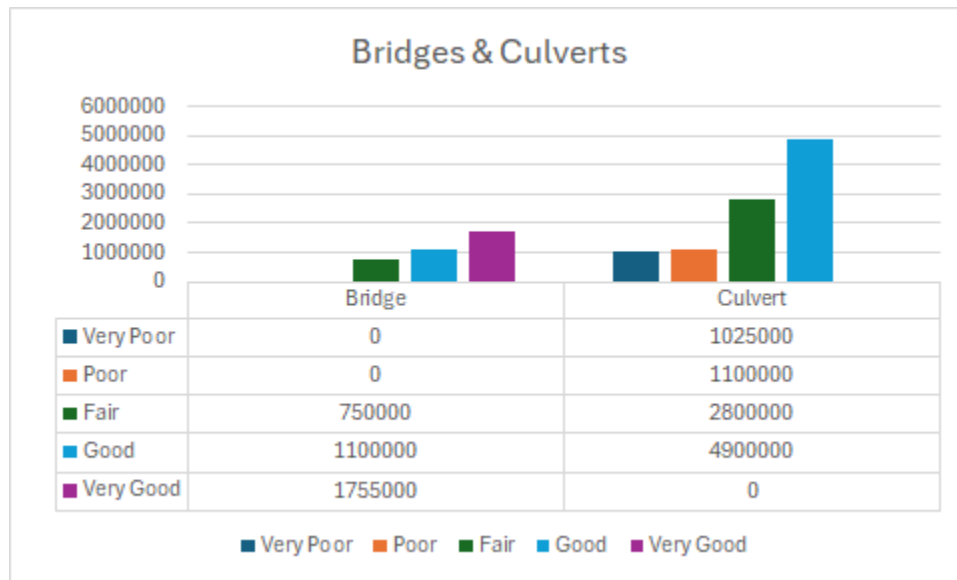 Bridges & Culverts
6000000
5000000
4000000
3000000
2000000
1000000
0
Bridge Culvert
Very Poor 0 1025000
Poor 0 1100000
Fair 750000 2800000
Good 1100000 4900000
Very Good 1755000 0
Very Poor Poor Fair Good Very Good